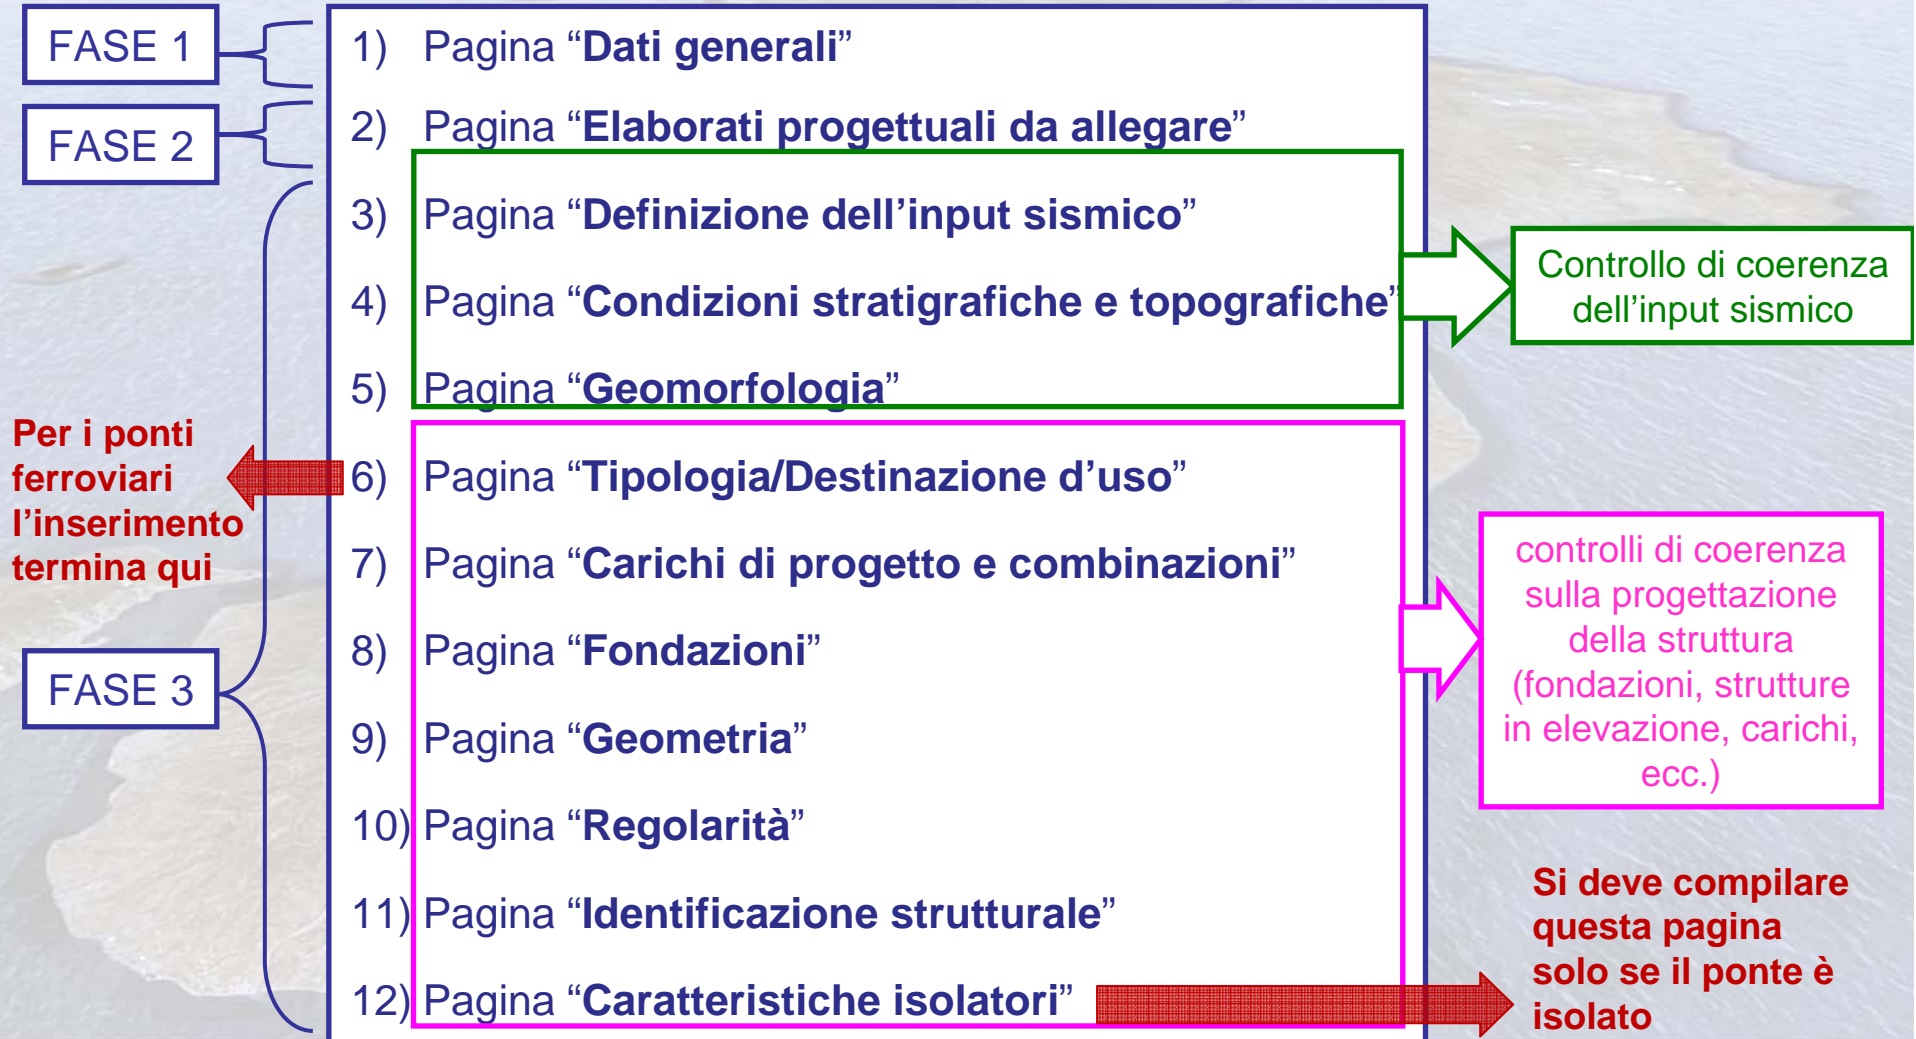 FASE 1
1) Pagina “Dati generali”
FASE 2
2) Pagina “Elaborati progettuali da allegare”
3) Pagina “Definizione dell’input sismico”
4) Pagina “Condizioni stratigrafiche e topografiche”
5) Pagina “Geomorfologia”
Controllo di coerenza
dell’input sismico
Per i ponti
ferroviari
l’inserimento
termina qui
6) Pagina “Tipologia/Destinazione d’uso”
7) Pagina “Carichi di progetto e combinazioni”
8) Pagina “Fondazioni”
FASE 3
9) Pagina “Geometria”
10) Pagina “Regolarità”
11) Pagina “Identificazione strutturale”
12) Pagina “Caratteristiche isolatori”
controlli di coerenza
sulla progettazione
della struttura
(fondazioni, strutture
in elevazione, carichi,
ecc.)
Si deve compilare
questa pagina
solo se il ponte è
isolato